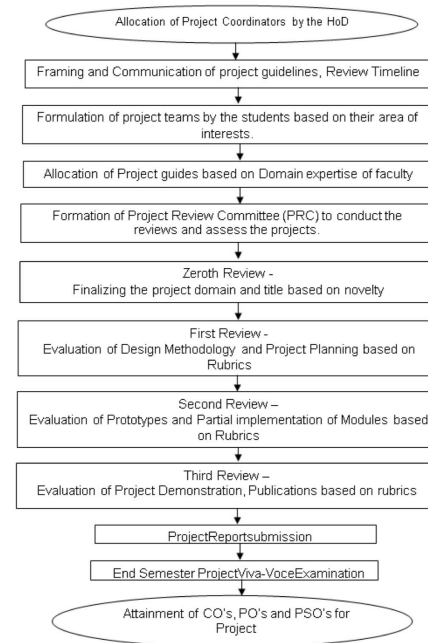 Allocation of Project Coordinators by the HoD
Framing and Communication of project guidelines, Review Timeline
Formulation of project teams by the students based on their area of
interests.
Allocation of Project guides based on Domain expertise of faculty
Formation of Project Review Committee (PRC) to conduct the
reviews and assess the projects.
Zeroth Review -
Finalizing the project domain and title based on novelty
First Review -
Evaluation of Design Methodology and Project Planning based on
Rubrics
Second Review –
Evaluation of Prototypes and Partial implementation of Modules based
on Rubrics
Third Review –
Evaluation of Project Demonstration, Publications based on rubrics
ProjectReportsubmission
End Semester ProjectViva-VoceExamination
Attainment of CO's, PO's and PSO's for
Project